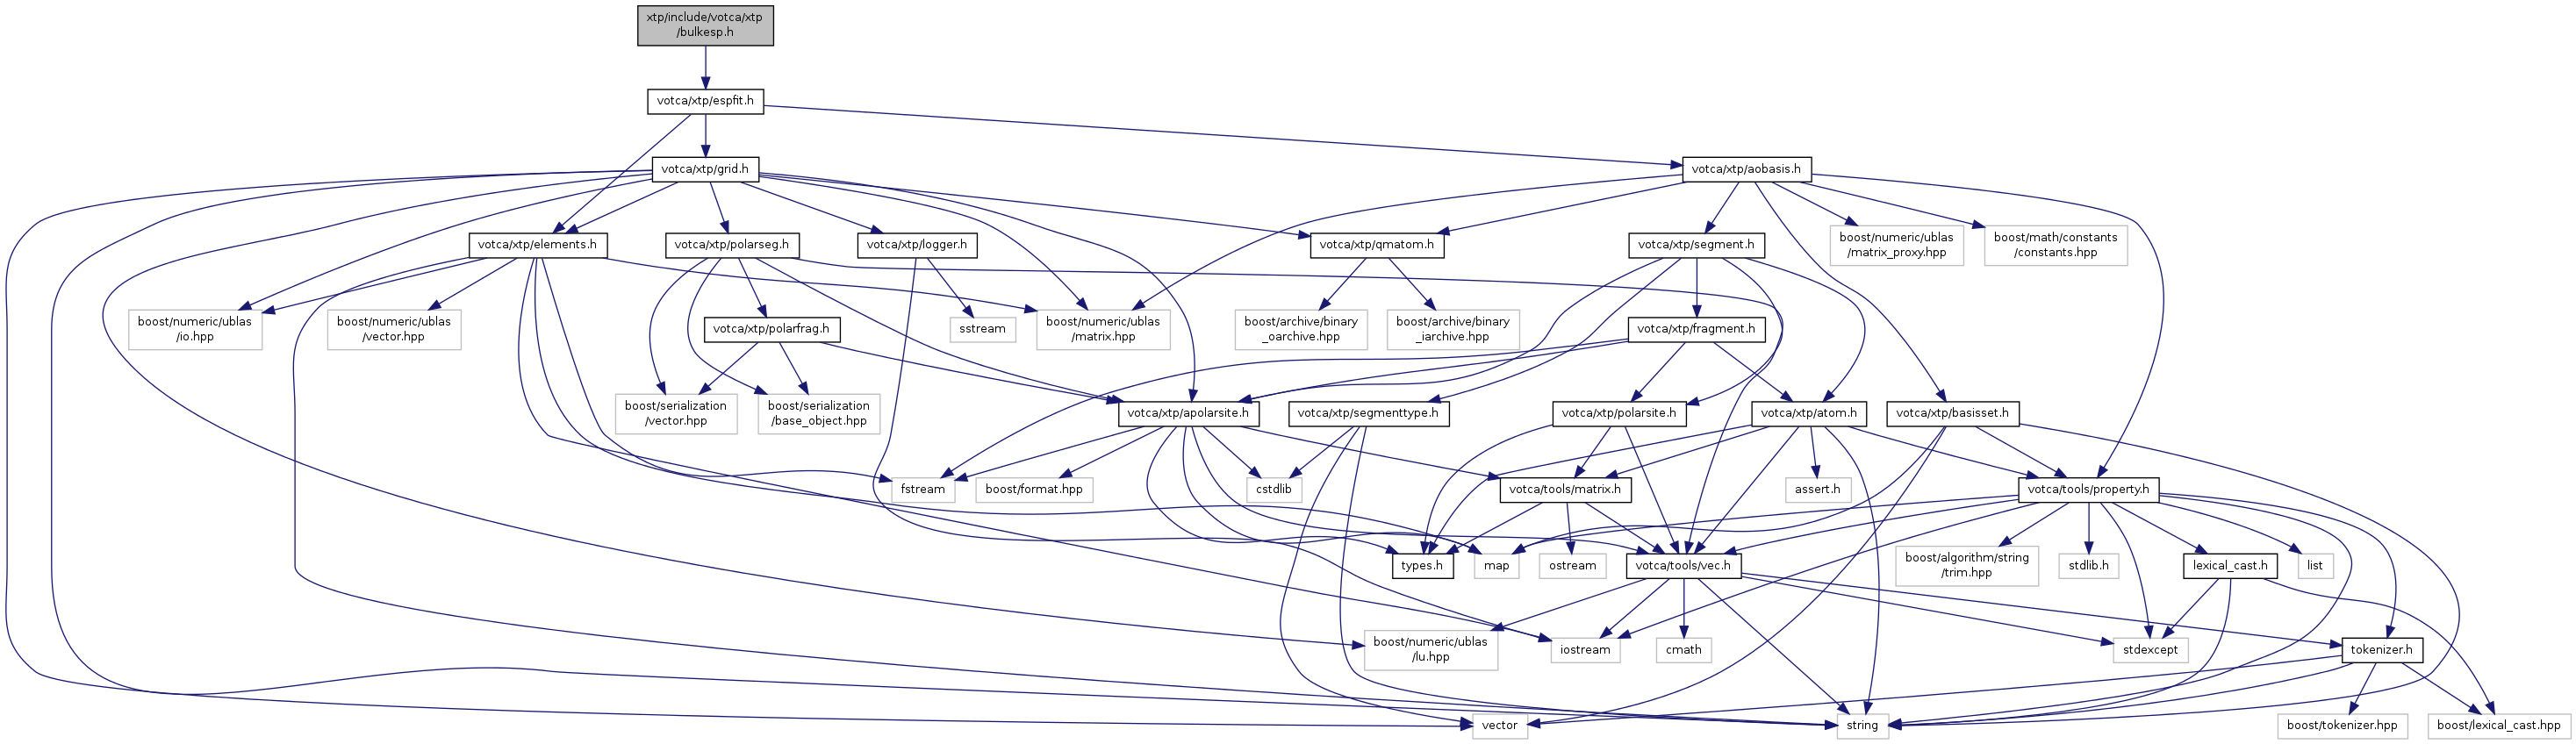 xtp/include/votca/xtp
/bulkesp.h
votca/xtp/espfit.h
votca/xtp/grid.h
votca/xtp/aobasis.h
votca/xtp/elements.h
votca/xtp/polarseg.h
votca/xtp/logger.h
votca/xtp/qmatom.h
votca/xtp/segment.h
boost/numeric/ublas
/matrix_proxy.hpp
boost/math/constants
/constants.hpp
boost/numeric/ublas
/io.hpp
boost/numeric/ublas
/vector.hpp
votca/xtp/polarfrag.h
sstream
boost/numeric/ublas
/matrix.hpp
boost/archive/binary
_oarchive.hpp
boost/archive/binary
_iarchive.hpp
votca/xtp/fragment.h
boost/serialization
/vector.hpp
boost/serialization
/base_object.hpp
votca/xtp/apolarsite.h
votca/xtp/segmenttype.h
votca/xtp/polarsite.h
votca/xtp/atom.h
votca/xtp/basisset.h
fstream
boost/format.hpp
cstdlib
votca/tools/matrix.h
assert.h
votca/tools/property.h
types.h
map
ostream
votca/tools/vec.h
boost/algorithm/string
/trim.hpp
stdlib.h
lexical_cast.h
list
boost/numeric/ublas
/lu.hpp
iostream
cmath
stdexcept
tokenizer.h
vector
string
boost/tokenizer.hpp
boost/lexical_cast.hpp